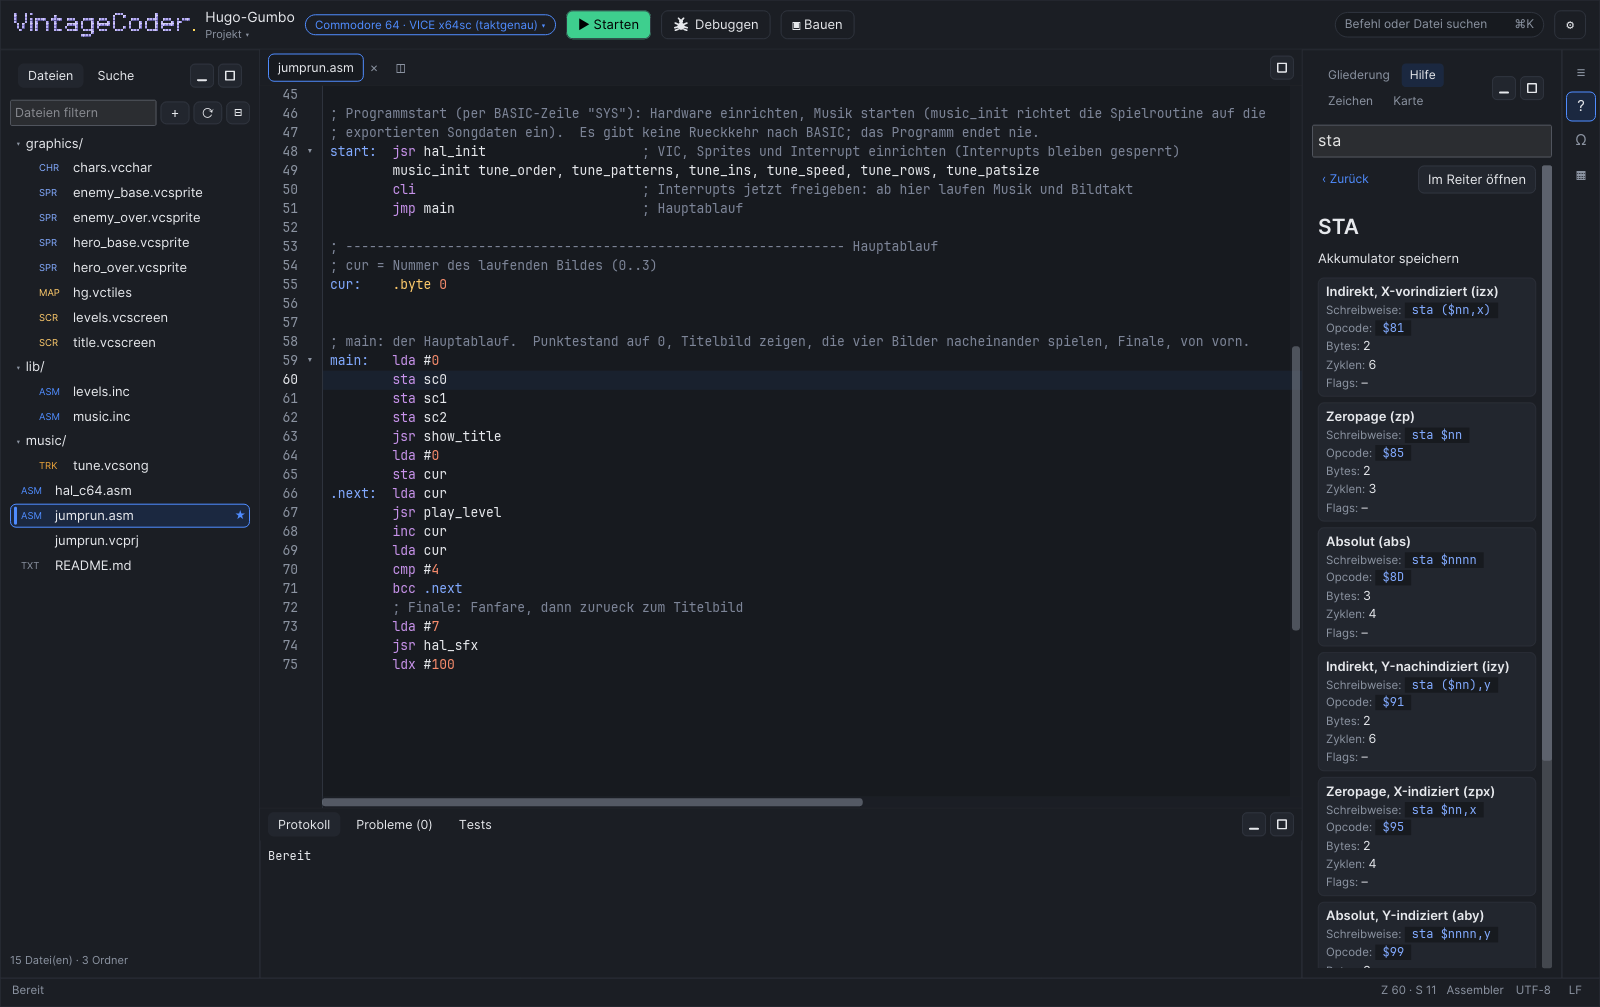 VintageCoder.
Hugo-Gumbo
Projekt
Commodore 64 · VICE x64sc (taktgenau)
Starten
Debuggen
Bauen
Befehl oder Datei suchen ⌘K
Dateien Suche
Dateien filtern
graphics/
CHR chars.vcchar
SPR enemy_base.vcsprite
SPR enemy_over.vcsprite
SPR hero_base.vcsprite
SPR hero_over.vcsprite
MAP hg.vctiles
SCR levels.vcscreen
SCR title.vcscreen
lib/
ASM levels.inc
ASM music.inc
music/
TRK tune.vcsong
ASM hal_c64.asm
ASM jumprun.asm ★
jumprun.vcprj
TXT README.md
15 Datei(en) · 3 Ordner
jumprun.asm ×
45
46 ; Programmstart (per BASIC-Zeile "SYS"): Hardware einrichten, Musik starten (music_init richtet die Spielroutine auf die
47 ; exportierten Songdaten ein).  Es gibt keine Rueckkehr nach BASIC; das Programm endet nie.
48 start:  jsr hal_init                    ; VIC, Sprites und Interrupt einrichten (Interrupts bleiben gesperrt)
49         music_init tune_order, tune_patterns, tune_ins, tune_speed, tune_rows, tune_patsize
50         cli                             ; Interrupts jetzt freigeben: ab hier laufen Musik und Bildtakt
51         jmp main                        ; Hauptablauf
52
53 ; ---------------------------------------------------------------- Hauptablauf
54 ; cur = Nummer des laufenden Bildes (0..3)
55 cur:    .byte 0
56
57
58 ; main: der Hauptablauf.  Punktestand auf 0, Titelbild zeigen, die vier Bilder nacheinander spielen, Finale, von vorn.
59 main:   lda #0
60         sta sc0
61         sta sc1
62         sta sc2
63         jsr show_title
64         lda #0
65         sta cur
66 .next:  lda cur
67         jsr play_level
68         inc cur
69         lda cur
70         cmp #4
71         bcc .next
72         ; Finale: Fanfare, dann zurueck zum Titelbild
73         lda #7
74         jsr hal_sfx
75         ldx #100
Protokoll Probleme (0) Tests
Bereit
Gliederung Hilfe
Zeichen Karte
sta
‹ Zurück Im Reiter öffnen
STA
Akkumulator speichern
Indirekt, X-vorindiziert (izx)
Schreibweise: sta ($nn,x)
Opcode: $81
Bytes: 2
Zyklen: 6
Flags: –
Zeropage (zp)
Schreibweise: sta $nn
Opcode: $85
Bytes: 2
Zyklen: 3
Flags: –
Absolut (abs)
Schreibweise: sta $nnnn
Opcode: $8D
Bytes: 3
Zyklen: 4
Flags: –
Indirekt, Y-nachindiziert (izy)
Schreibweise: sta ($nn),y
Opcode: $91
Bytes: 2
Zyklen: 6
Flags: –
Zeropage, X-indiziert (zpx)
Schreibweise: sta $nn,x
Opcode: $95
Bytes: 2
Zyklen: 4
Flags: –
Absolut, Y-indiziert (aby)
Schreibweise: sta $nnnn,y
Opcode: $99
?
Ω
Bereit
Z 60 · S 11 Assembler UTF-8 LF